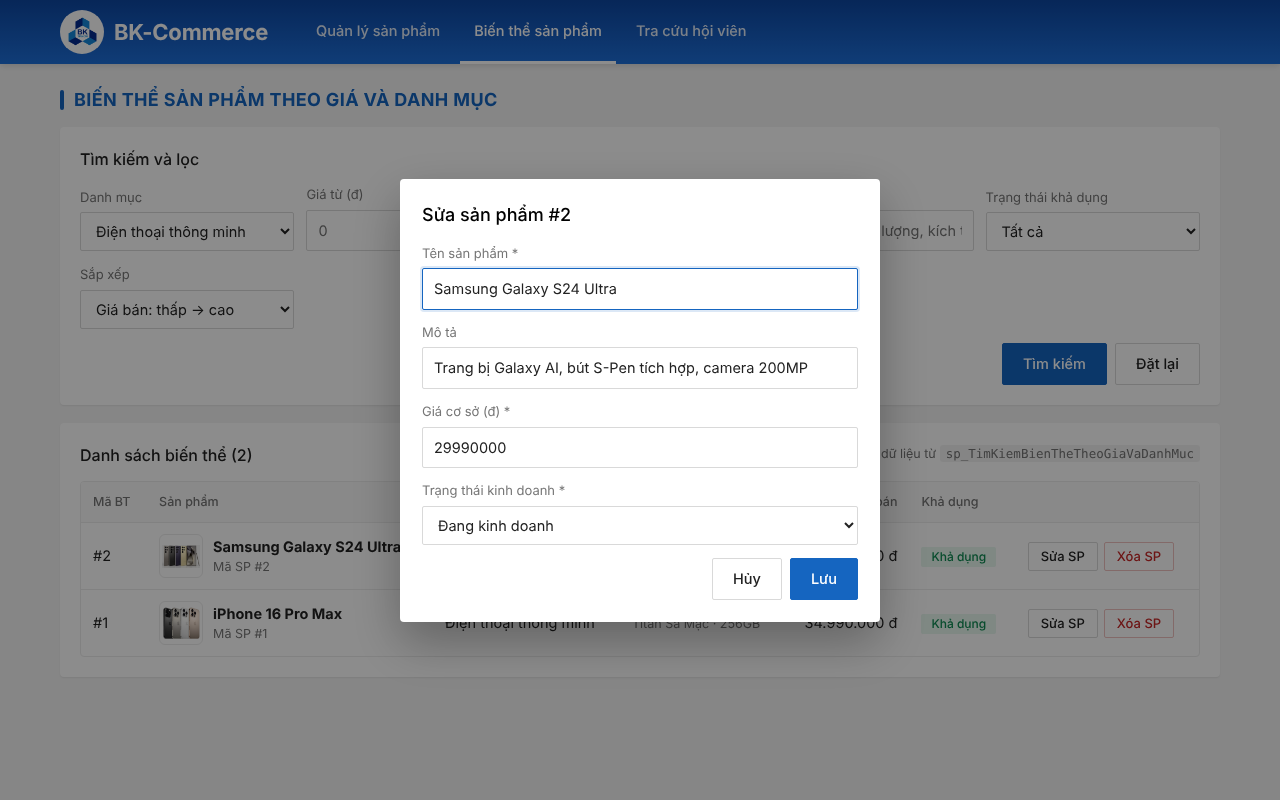 BK
BK-Commerce
Quản lý sản phẩm
Biến thể sản phẩm
Tra cứu hội viên
BIẾN THỂ SẢN PHẨM THEO GIÁ VÀ DANH MỤC
Tìm kiếm và lọc
Danh mục
Giá từ (đ)
Trạng thái khả dụng
Điện thoại thông minh
0
lượng, kích
Tất cả
Sắp xếp
Giá bán: thấp → cao
Tìm kiếm
Đặt lại
Sửa sản phẩm #2
Tên sản phẩm *
Samsung Galaxy S24 Ultra
Mô tả
Trang bị Galaxy AI, bút S-Pen tích hợp, camera 200MP
Giá cơ sở (đ) *
29990000
Trạng thái kinh doanh *
Đang kinh doanh
Hủy
Lưu
Danh sách biến thể (2)
dữ liệu từ sp_TimKiemBienTheTheoGiaVaDanhMuc
Mã BT
Sản phẩm
bán
Khả dụng
#2
Samsung Galaxy S24 Ultra
Mã SP #2
đ
Khả dụng
Sửa SP
Xóa SP
#1
iPhone 16 Pro Max
Mã SP #1
Điện thoại thông minh
Titan Sa Mạc · 256GB
34.990.000 đ
Khả dụng
Sửa SP
Xóa SP